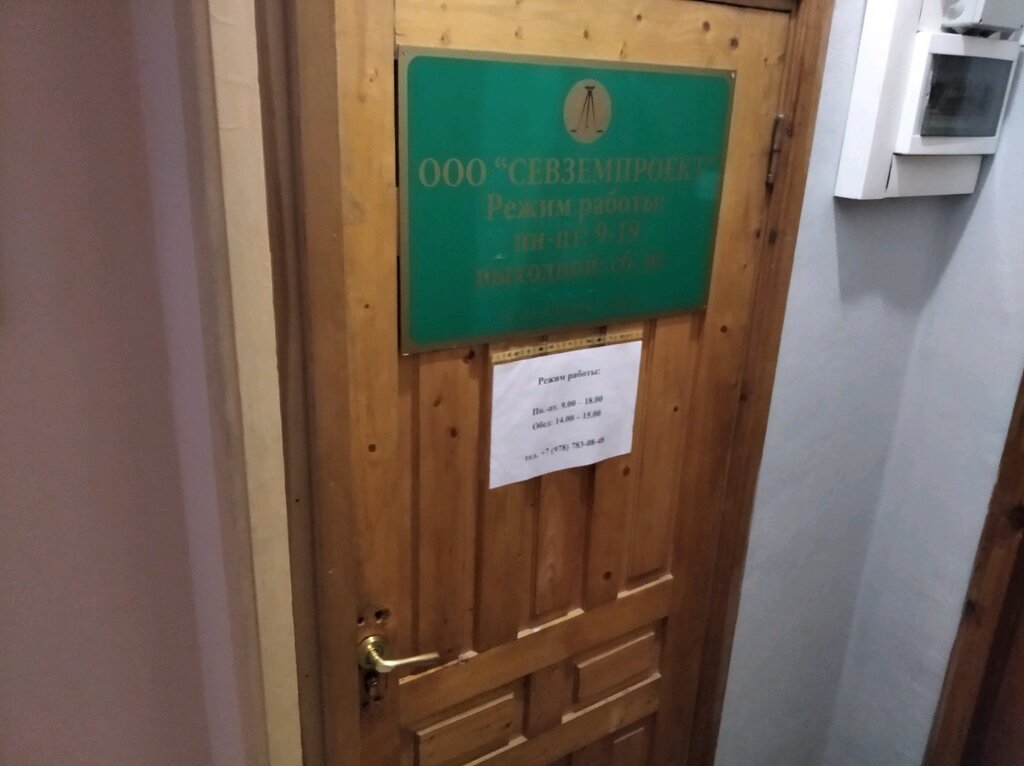 ООО "СЕВЗЕМПРОЕКТ"
Режим работы:
пн-пт: 9-19
выходной: сб, вс
Режим работы:
Пн.-пт. 9.00 – 18.00
Обед: 14.00 – 15.00
тел. +7 (978) 783-08-48